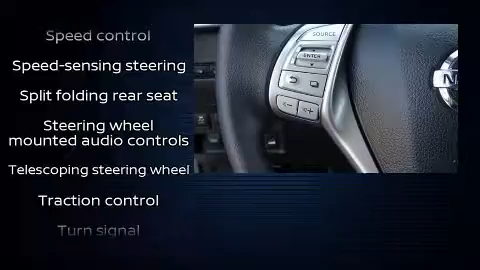 Speed control
Speed-sensing steering
Split folding rear seat
Steering wheel
mounted audio controls
Telescoping steering wheel
Traction control
Turn signal
SOURCE
ENTER